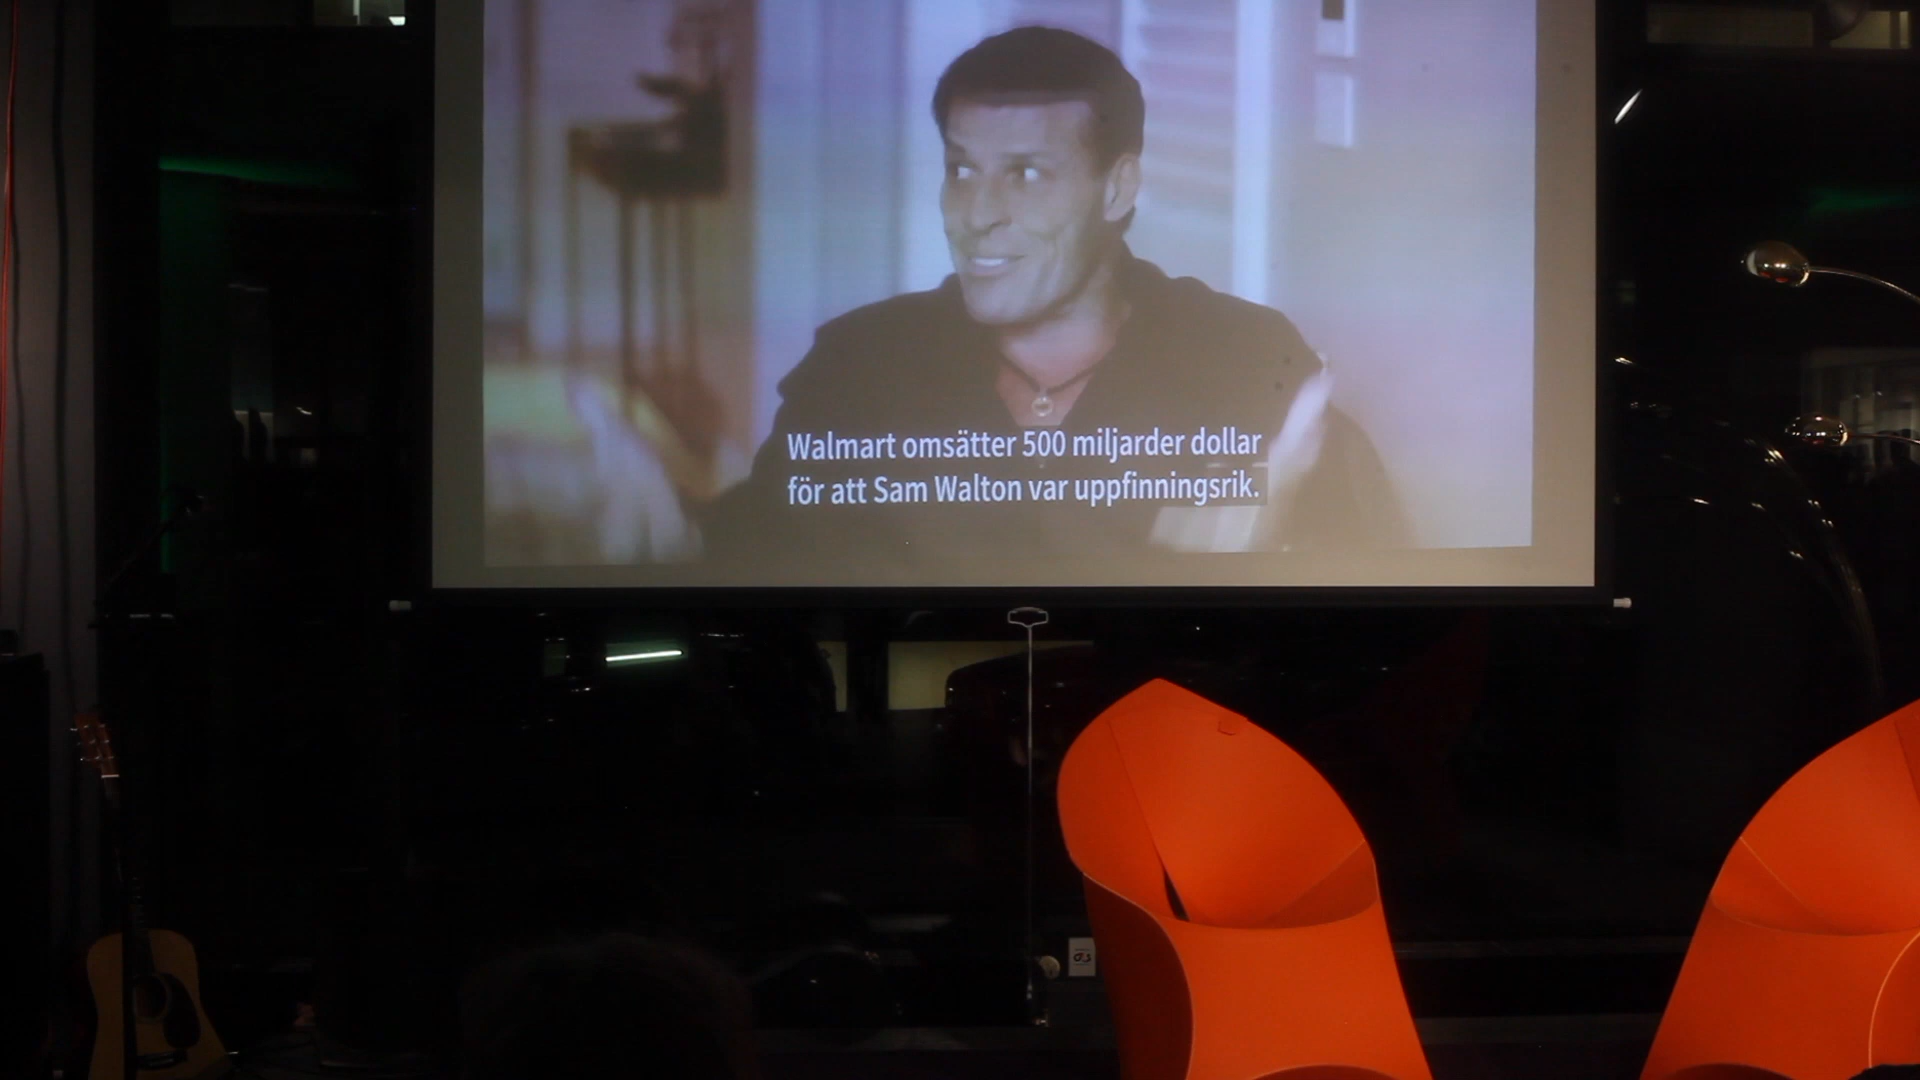 Walmart omsätter 500 miljarder dollar
för att Sam Walton var uppfinningsrik.